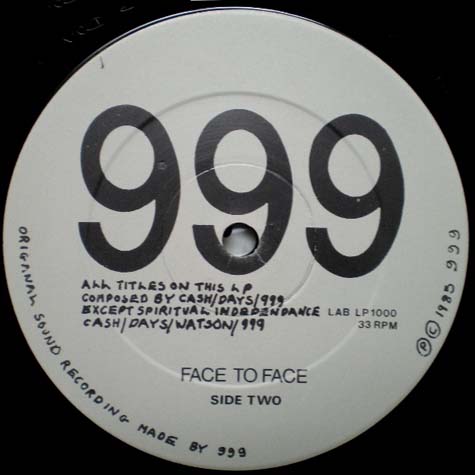 999
ALL TITLES ON THIS LP
COMPOSED BY CASH/DAYS/999
EXCEPT SPIRITUAL INDEPENDANCE
CASH/DAYS/WATSON/999
LAB LP1000
33 RPM
FACE TO FACE
SIDE TWO
ORIGINAL SOUND RECORDING MADE BY 999
Ⓟ Ⓒ 1985 999